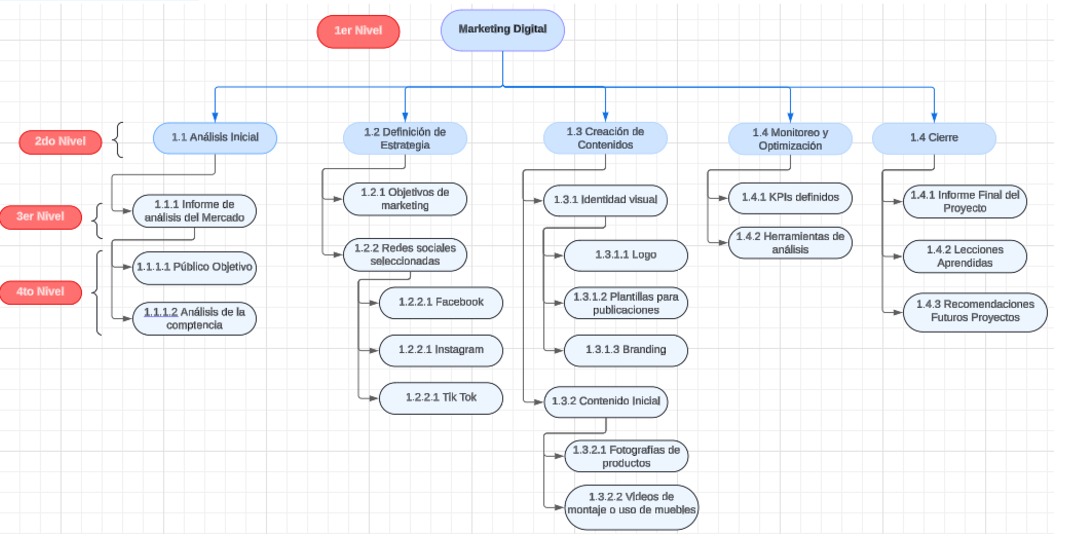 1er Nivel
Marketing Digital
2do Nivel
1.1 Análisis Inicial
1.2 Definición de
Estrategia
1.3 Creación de
Contenidos
1.4 Monitoreo y
Optimización
1.4 Cierre
3er Nivel
1.1.1 Informe de
análisis del Mercado
4to Nivel
1.1.1.1 Público Objetivo
1.1.1.2 Análisis de la
comptencia
1.2.1 Objetivos de
marketing
1.2.2 Redes sociales
seleccionadas
1.2.2.1 Facebook
1.2.2.1 Instagram
1.2.2.1 Tik Tok
1.3.1 Identidad visual
1.3.1.1 Logo
1.3.1.2 Plantillas para
publicaciones
1.3.1.3 Branding
1.3.2 Contenido Inicial
1.3.2.1 Fotografías de
productos
1.3.2.2 Videos de
montaje o uso de muebles
1.4.1 KPIs definidos
1.4.2 Herramientas de
análisis
1.4.1 Informe Final del
Proyecto
1.4.2 Lecciones
Aprendidas
1.4.3 Recomendaciones
Futuros Proyectos